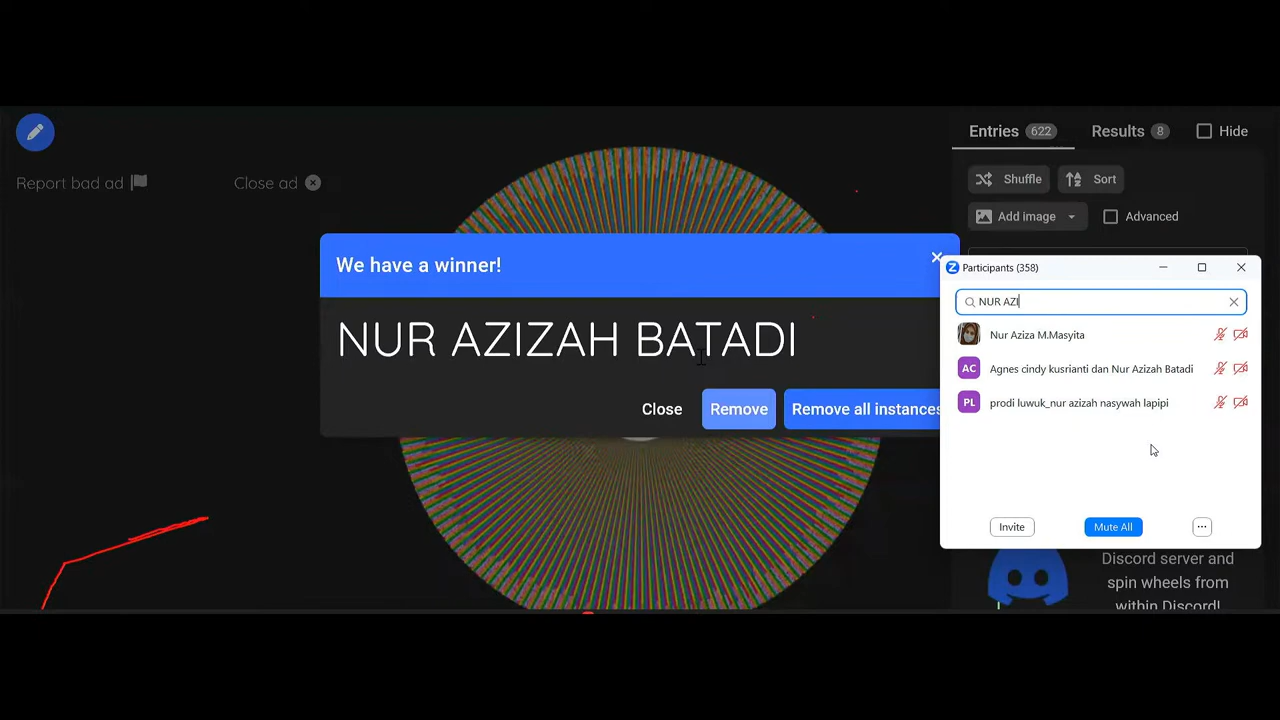 Report bad ad
Close ad
Entries 622
Results 8
Hide
Shuffle
Sort
Add image
Advanced
We have a winner!
NUR AZIZAH BATADI
Close
Remove
Remove all instances
Participants (358)
NUR AZI
Nur Aziza M.Masyita
AC Agnes cindy kusrianti dan Nur Azizah Batadi
PL prodi luwuk_nur azizah nasywah lapipi
Invite
Mute All
Discord server and
spin wheels from
within Discord!